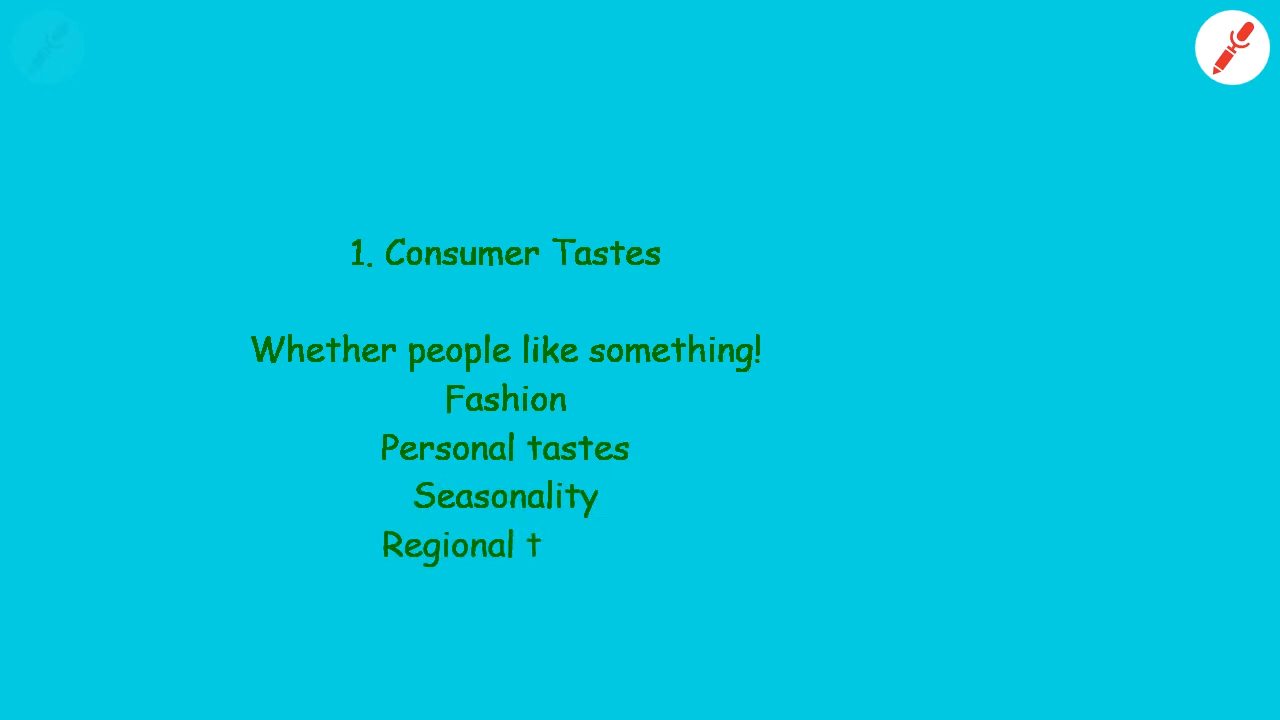 1. Consumer Tastes
Whether people like something!
Fashion
Personal tastes
Seasonality
Regional t